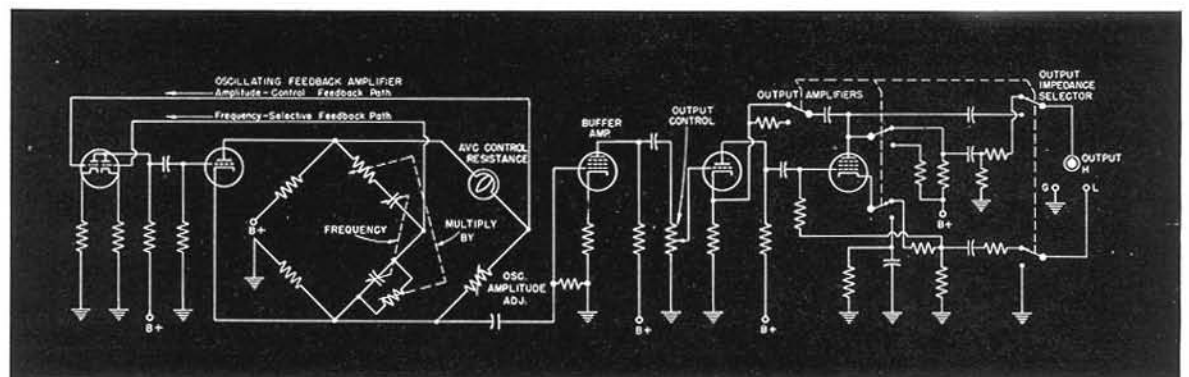 OSCILLATING FEEDBACK AMPLIFIER
Amplitude-Control Feedback Path
Frequency-Selective Feedback Path
B+
B+
FREQUENCY
MULTIPLY
BY
AVC CONTROL
RESISTANCE
OSC.
AMPLITUDE
ADJ.
BUFFER
AMP.
B+
OUTPUT
CONTROL
B+
OUTPUT AMPLIFIERS
B+
OUTPUT
IMPEDANCE
SELECTOR
OUTPUT
H
G
L